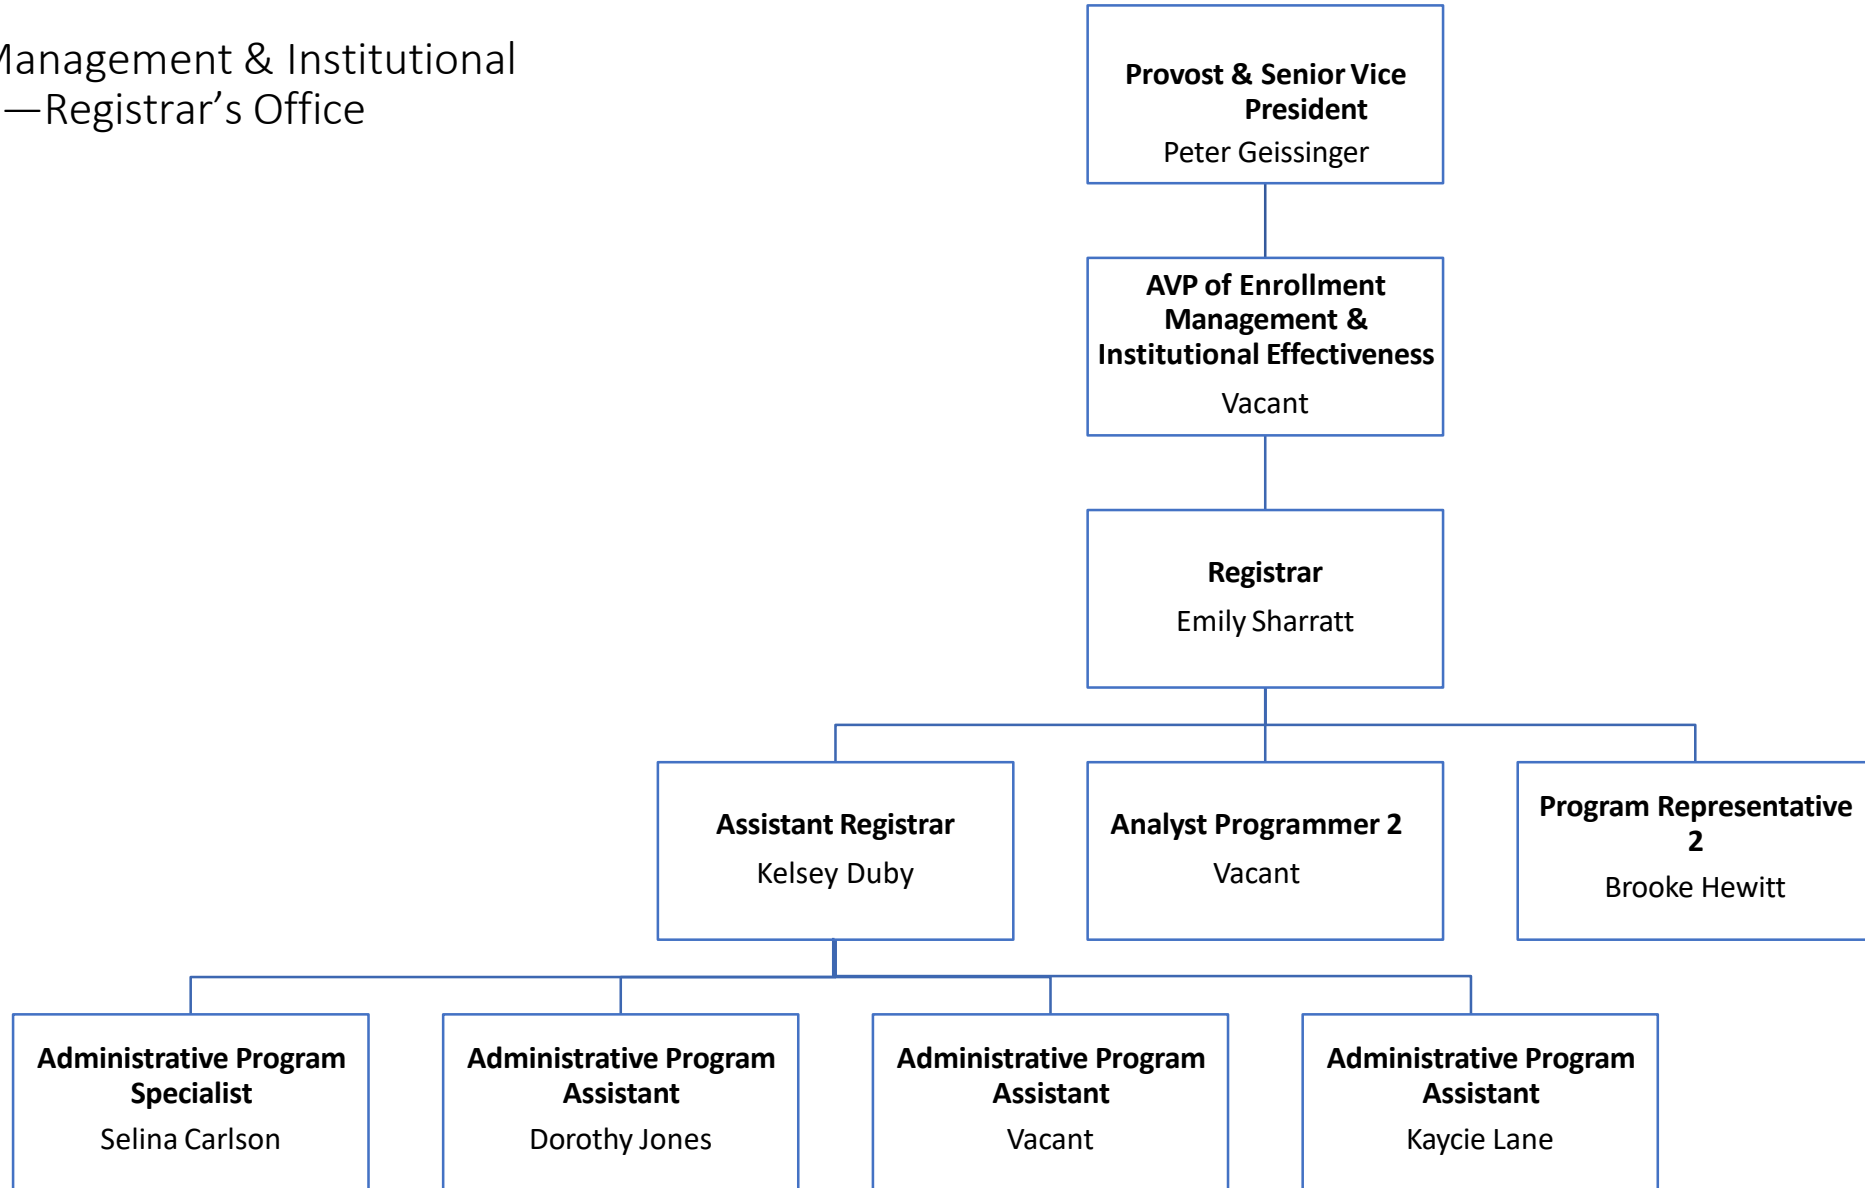 Management & Institutional
—Registrar's Office
Provost & Senior Vice
President
Peter Geissinger
AVP of Enrollment
Management &
Institutional Effectiveness
Vacant
Registrar
Emily Sharratt
Assistant Registrar
Kelsey Duby
Analyst Programmer 2
Vacant
Program Representative
2
Brooke Hewitt
Administrative Program
Specialist
Selina Carlson
Administrative Program
Assistant
Dorothy Jones
Administrative Program
Assistant
Vacant
Administrative Program
Assistant
Kaycie Lane